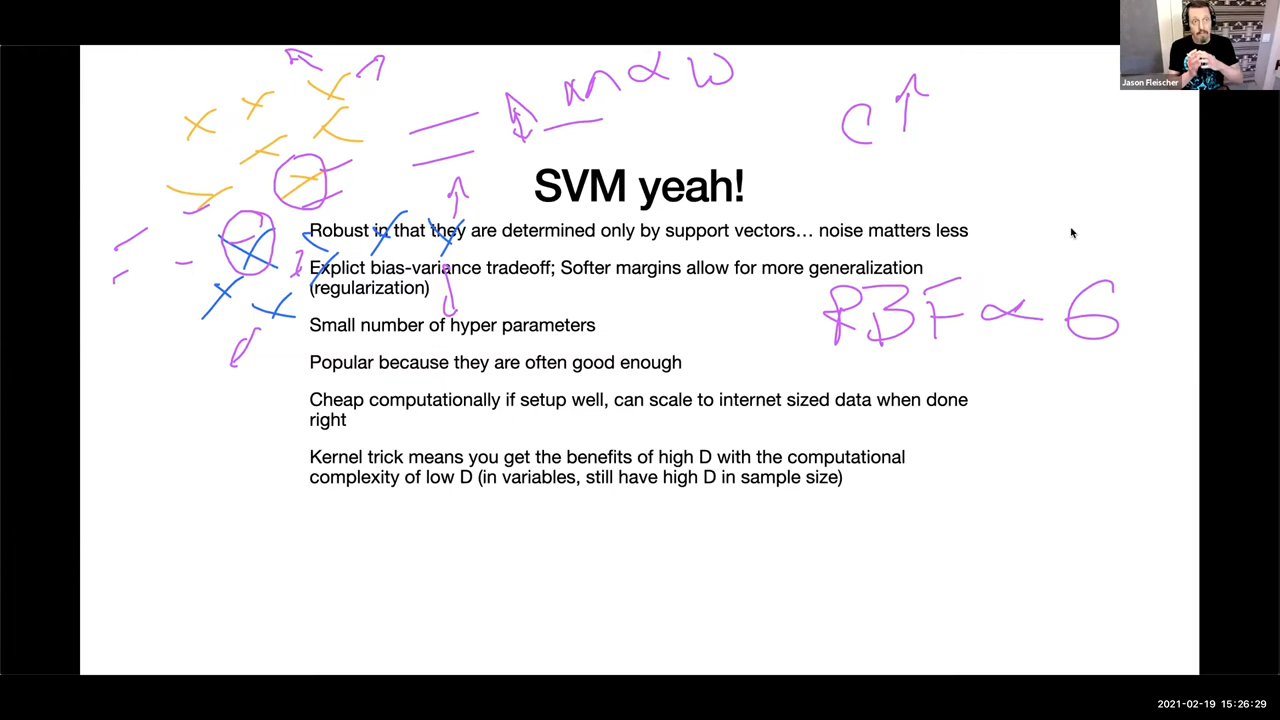 C
SVM yeah!
Robust in that they are determined only by support vectors... noise matters less
Explict bias-variance tradeoff; Softer margins allow for more generalization
(regularization)
RBF ∝ 6
Small number of hyper parameters
Popular because they are often good enough
Cheap computationally if setup well, can scale to internet sized data when done
right
Kernel trick means you get the benefits of high D with the computational
complexity of low D (in variables, still have high D in sample size)
Jason Fleischer
2021-02-19 15:26:29